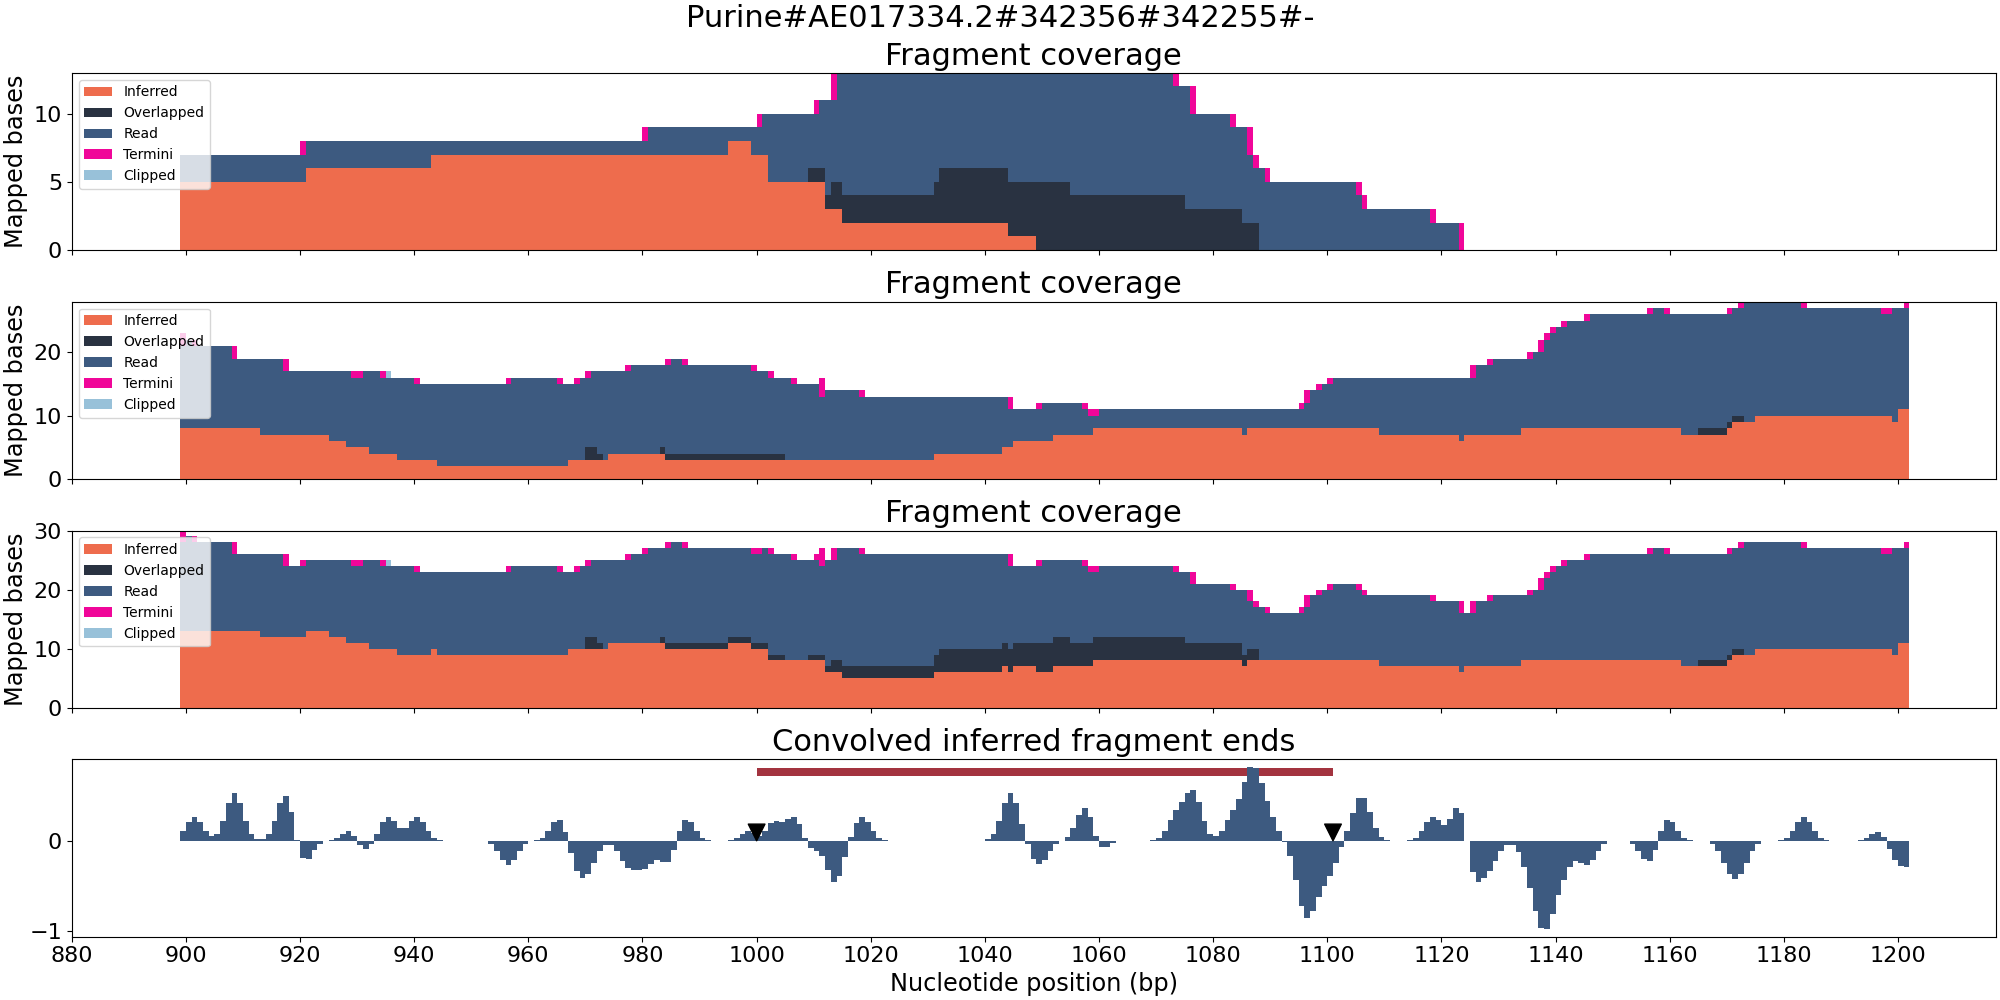 Purine#AE017334.2#342356#342255#-
Fragment coverage
Mapped bases
10
5
0
Inferred
Overlapped
Read
Termini
Clipped
Fragment coverage
Mapped bases
20
10
0
Inferred
Overlapped
Read
Termini
Clipped
Fragment coverage
Mapped bases
30
20
10
0
Inferred
Overlapped
Read
Termini
Clipped
Convolved inferred fragment ends
0
−1
880 900 920 940 960 980 1000 1020 1040 1060 1080 1100 1120 1140 1160 1180 1200
Nucleotide position (bp)